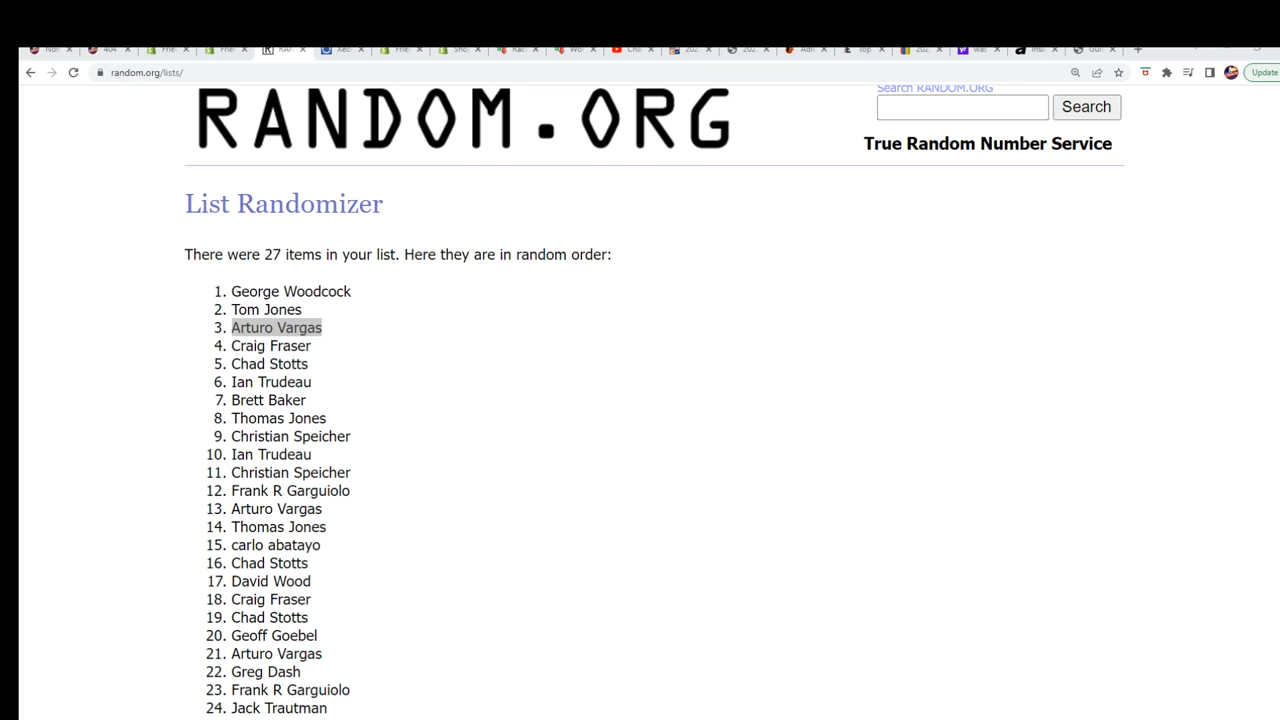 random.org/lists/
Update
RANDOM.ORG
Search RANDOM.ORG
Search
True Random Number Service
List Randomizer
There were 27 items in your list. Here they are in random order:
1. George Woodcock
2. Tom Jones
3. Arturo Vargas
4. Craig Fraser
5. Chad Stotts
6. Ian Trudeau
7. Brett Baker
8. Thomas Jones
9. Christian Speicher
10. Ian Trudeau
11. Christian Speicher
12. Frank R Garguiolo
13. Arturo Vargas
14. Thomas Jones
15. carlo abatayo
16. Chad Stotts
17. David Wood
18. Craig Fraser
19. Chad Stotts
20. Geoff Goebel
21. Arturo Vargas
22. Greg Dash
23. Frank R Garguiolo
24. Jack Trautman